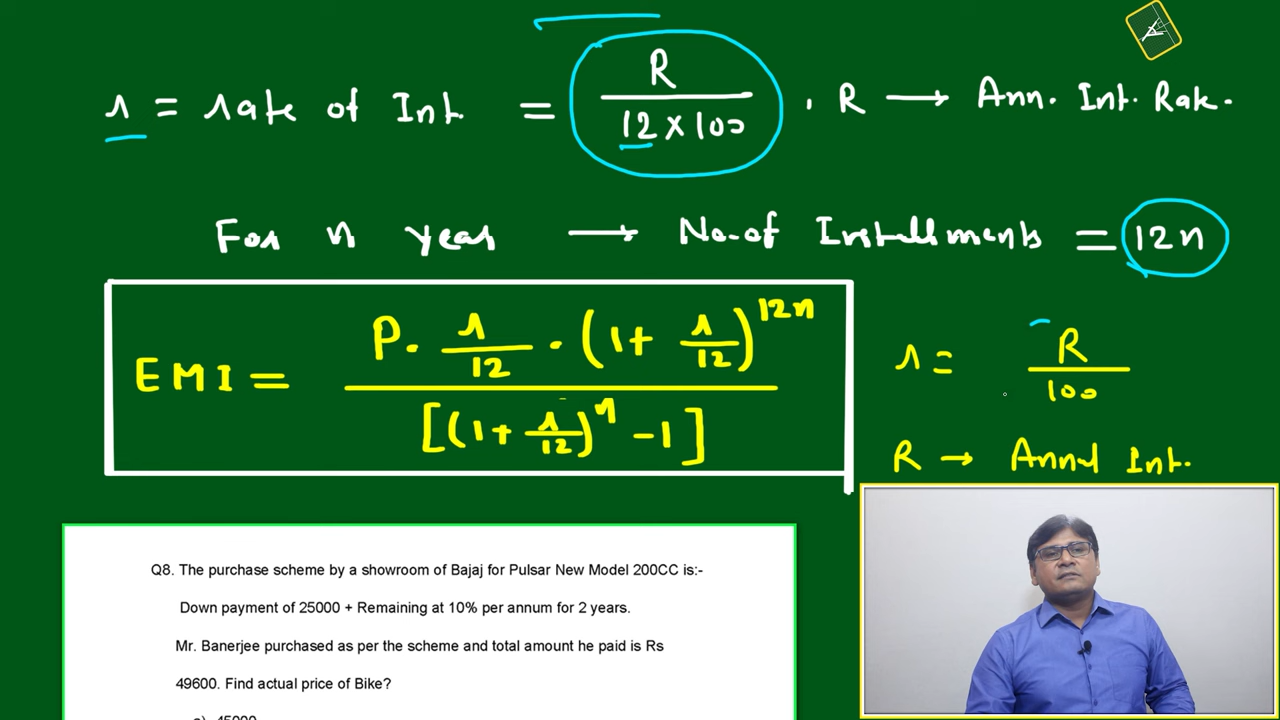 r = rate of Int. = R / 12 × 100 , R → Ann. Int. Rate.
For n year → No. of Installments = 12n
EMI = P. r/12 . (1 + r/12)^12n / [(1 + r/12)^n - 1]
r = R / 100
R → Annul Int.
Q8. The purchase scheme by a showroom of Bajaj for Pulsar New Model 200CC is:-
Down payment of 25000 + Remaining at 10% per annum for 2 years.
Mr. Banerjee purchased as per the scheme and total amount he paid is Rs
49600. Find actual price of Bike?
a) 45000